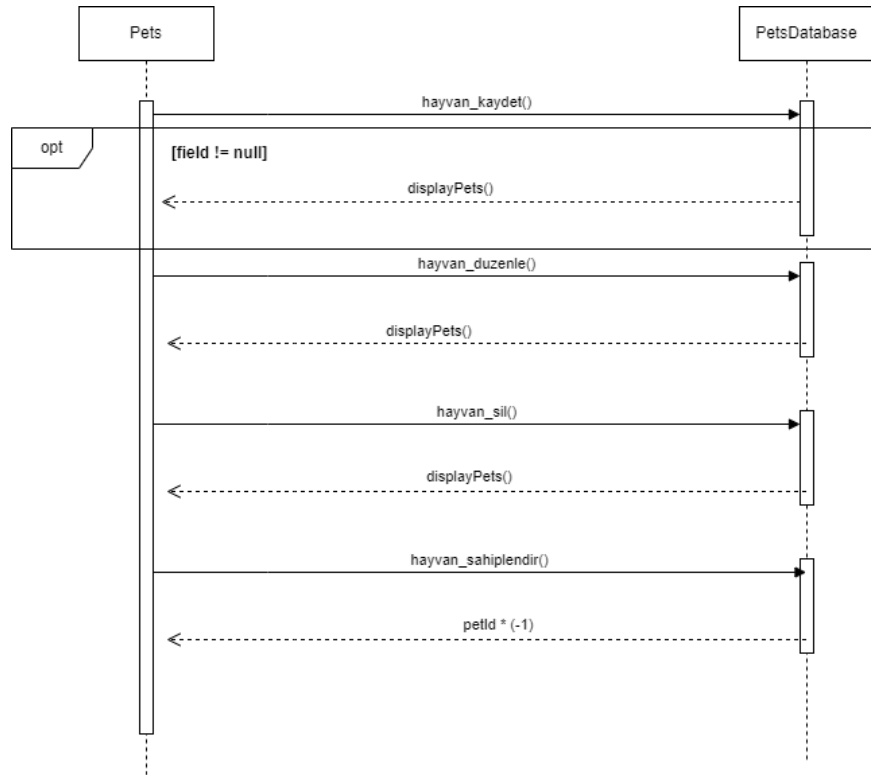 Pets
PetsDatabase
hayvan_kaydet()
opt
[field != null]
displayPets()
hayvan_duzenle()
displayPets()
hayvan_sil()
displayPets()
hayvan_sahiplendir()
petId * (-1)